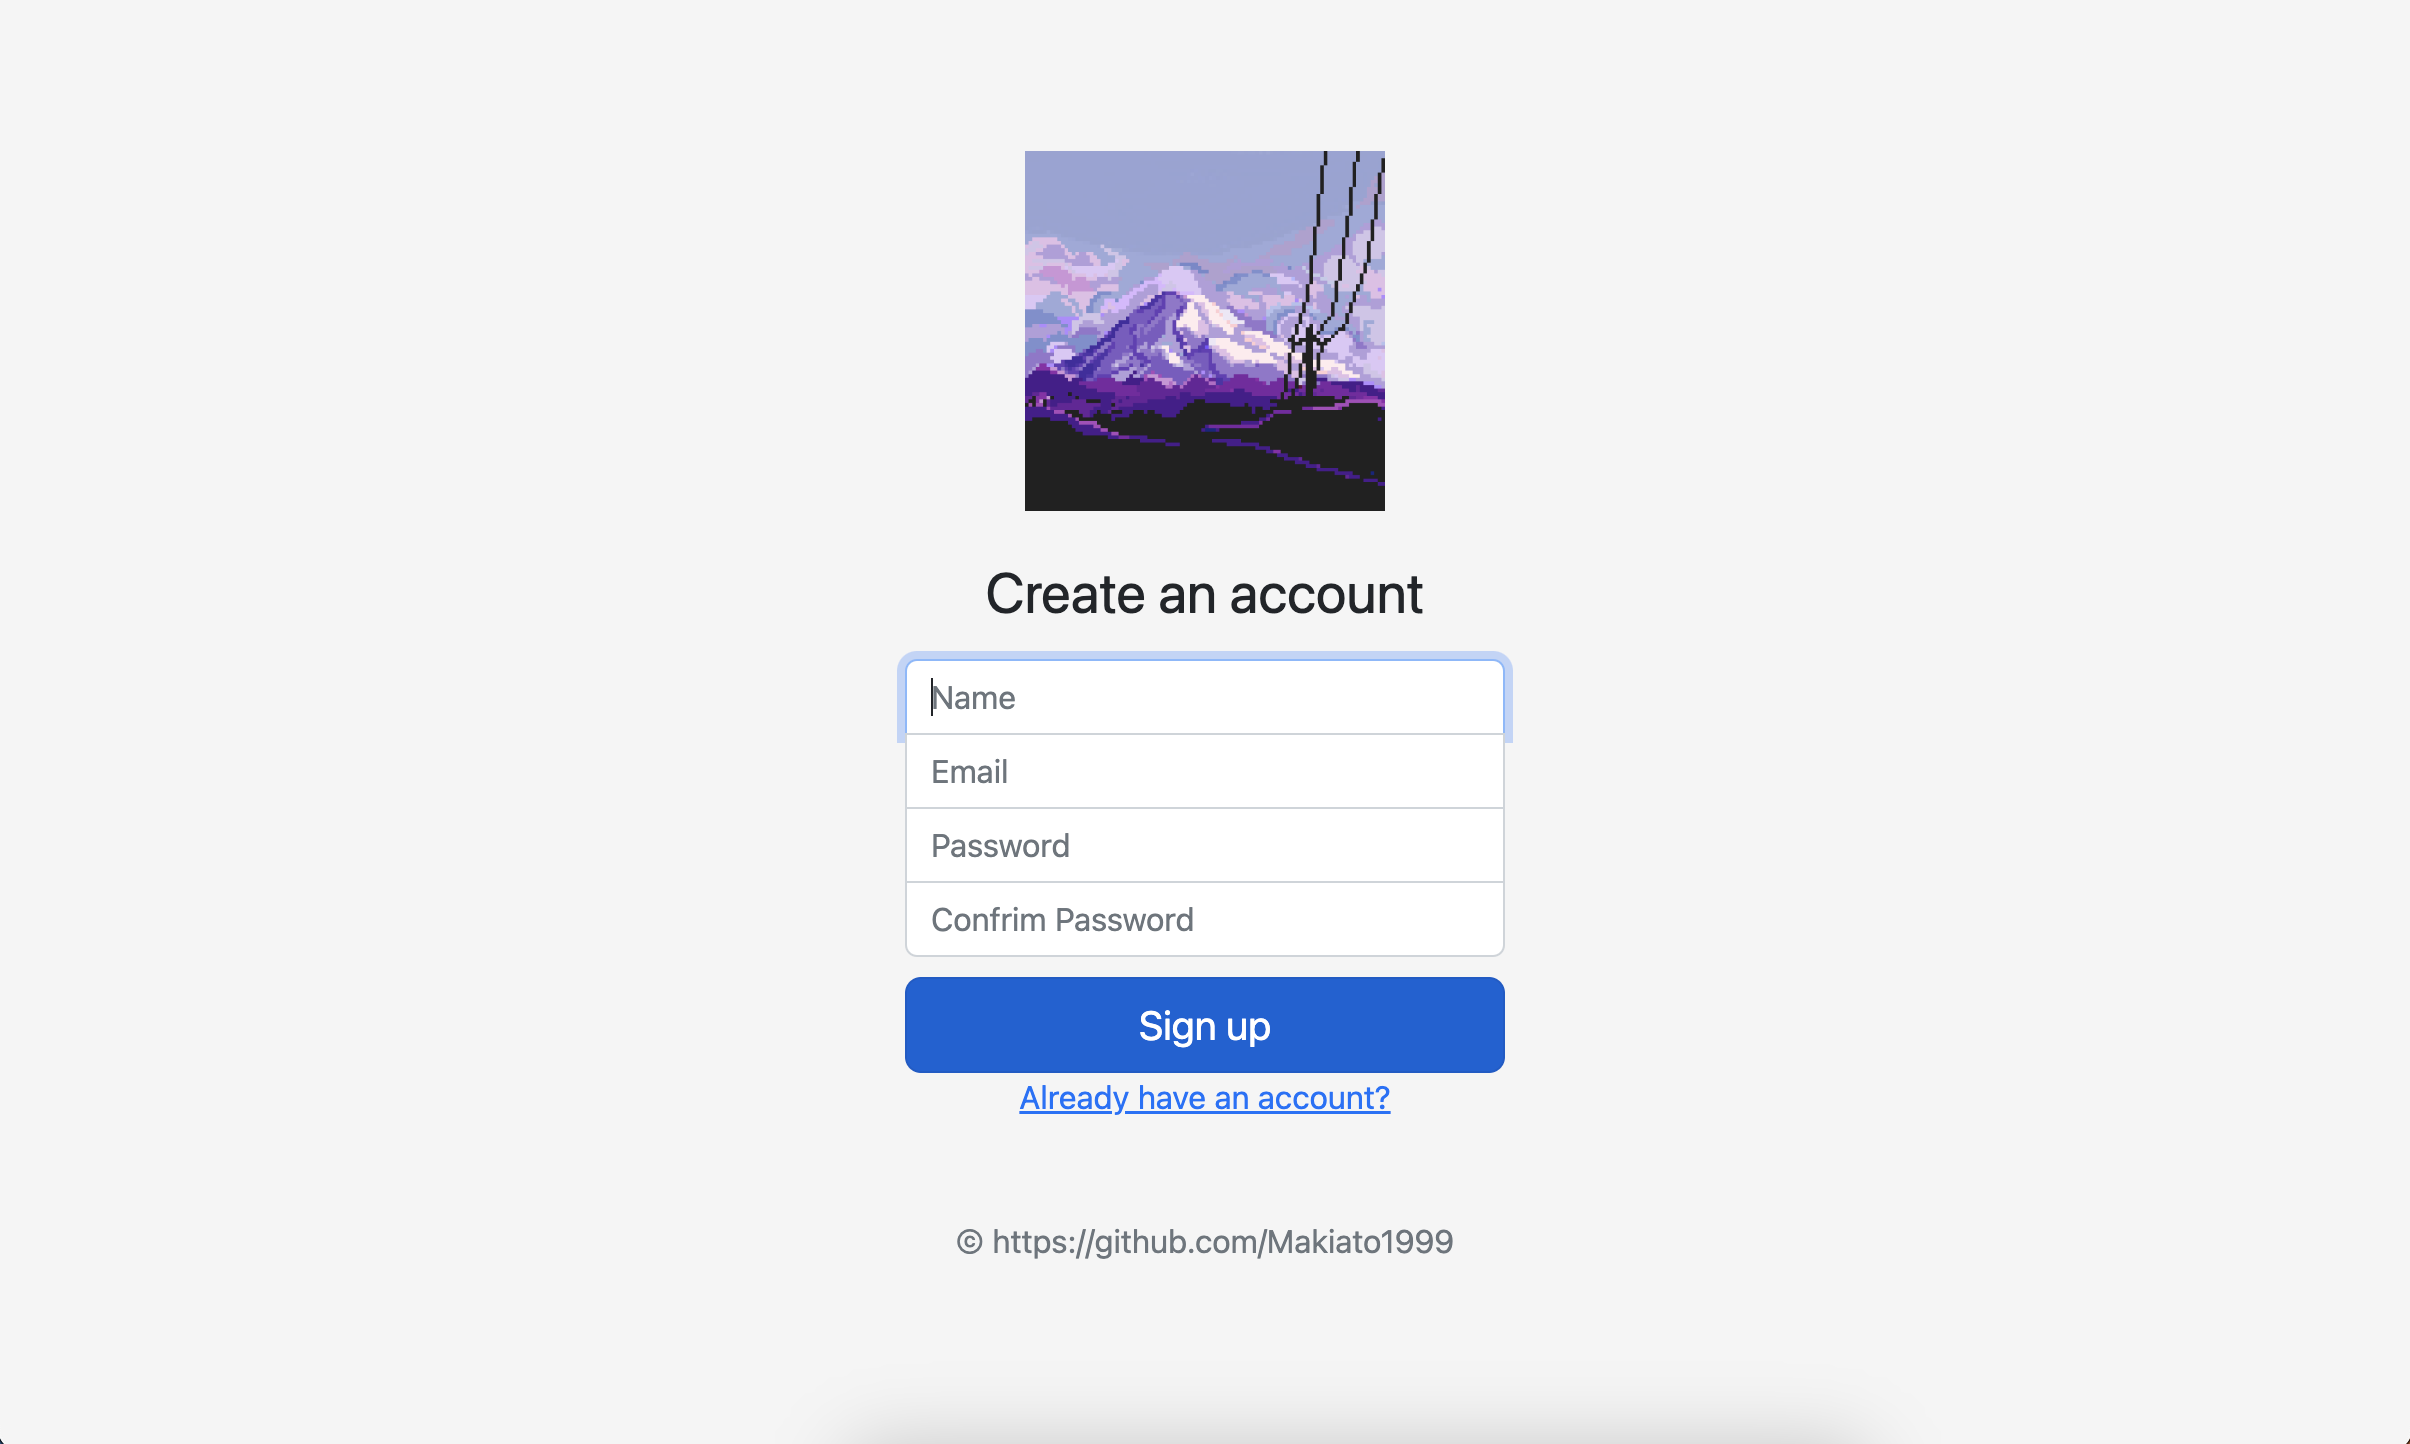 Create an account
Name
Email
Password
Confrim Password
Sign up
Already have an account?
© https://github.com/Makiato1999